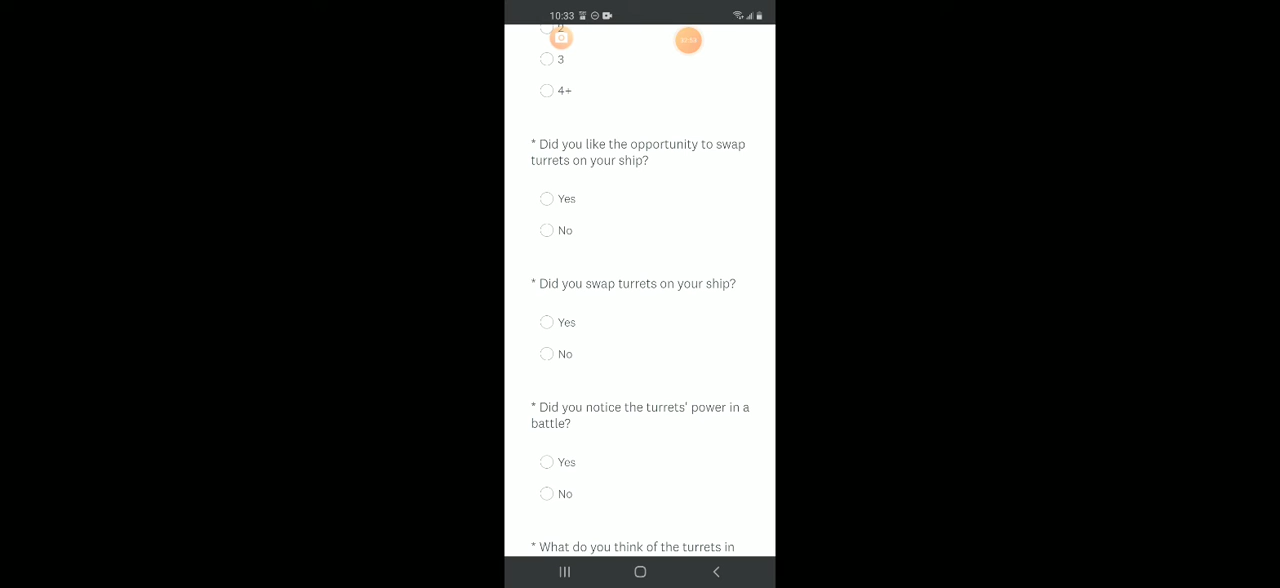 10:33
2
3
4+
* Did you like the opportunity to swap
turrets on your ship?
Yes
No
* Did you swap turrets on your ship?
Yes
No
* Did you notice the turrets' power in a
battle?
Yes
No
* What do you think of the turrets in